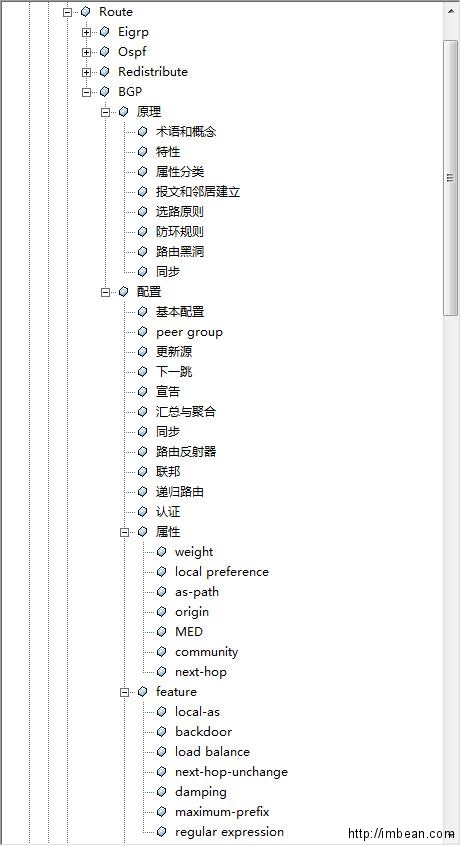 Route
Eigrp
Ospf
Redistribute
BGP
原理
术语和概念
特性
属性分类
报文和邻居建立
选路原则
防环规则
路由黑洞
同步
配置
基本配置
peer group
更新源
下一跳
宣告
汇总与聚合
同步
路由反射器
联邦
递归路由
认证
属性
weight
local preference
as-path
origin
MED
community
next-hop
feature
local-as
backdoor
load balance
next-hop-unchange
damping
maximum-prefix
regular expression
http://imbean.com